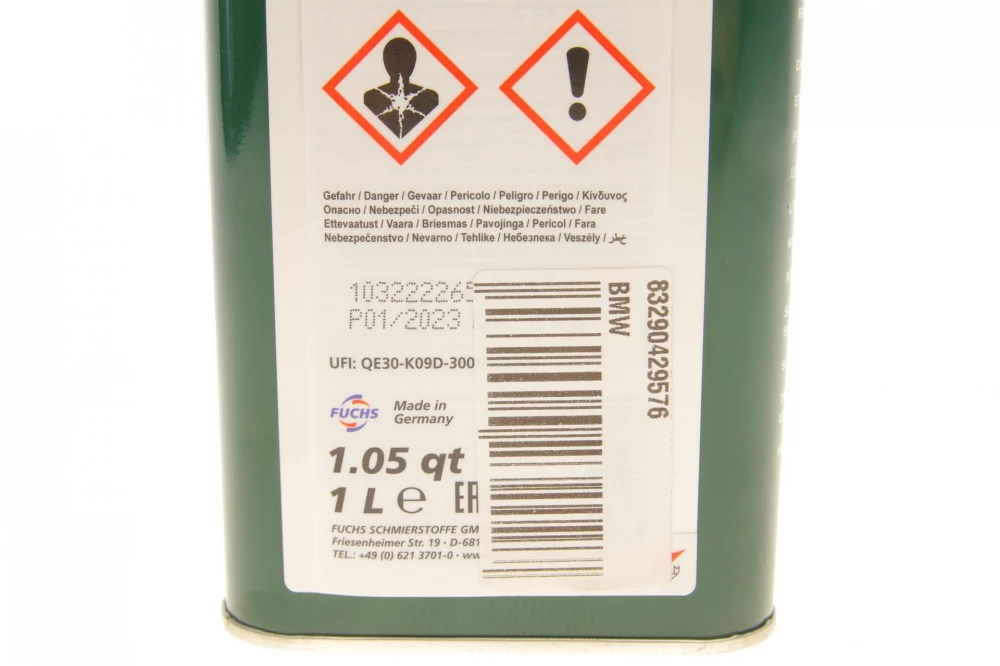 Gefahr / Danger / Gevaar / Pericolo / Peligro / Perigo / Κίνδυνος
Опасно / Nebezpečí / Opasnost / Niebezpieczeństwo / Fare
Ettevaatust / Vaara / Briesmas / Pavojinga / Pericol / Fara
Nebezpečenstvo / Nevarno / Tehlike / Небезпека / Veszély / خطر
103222265
P01/2023
UFI: QE30-K09D-300
FUCHS
Made in
Germany
1.05 qt
1 L ℮
FUCHS SCHMIERSTOFFE GM
Friesenheimer Str. 19 · D-681
TEL.: +49 (0) 621 3701-0 · ww
83290429576
BMW